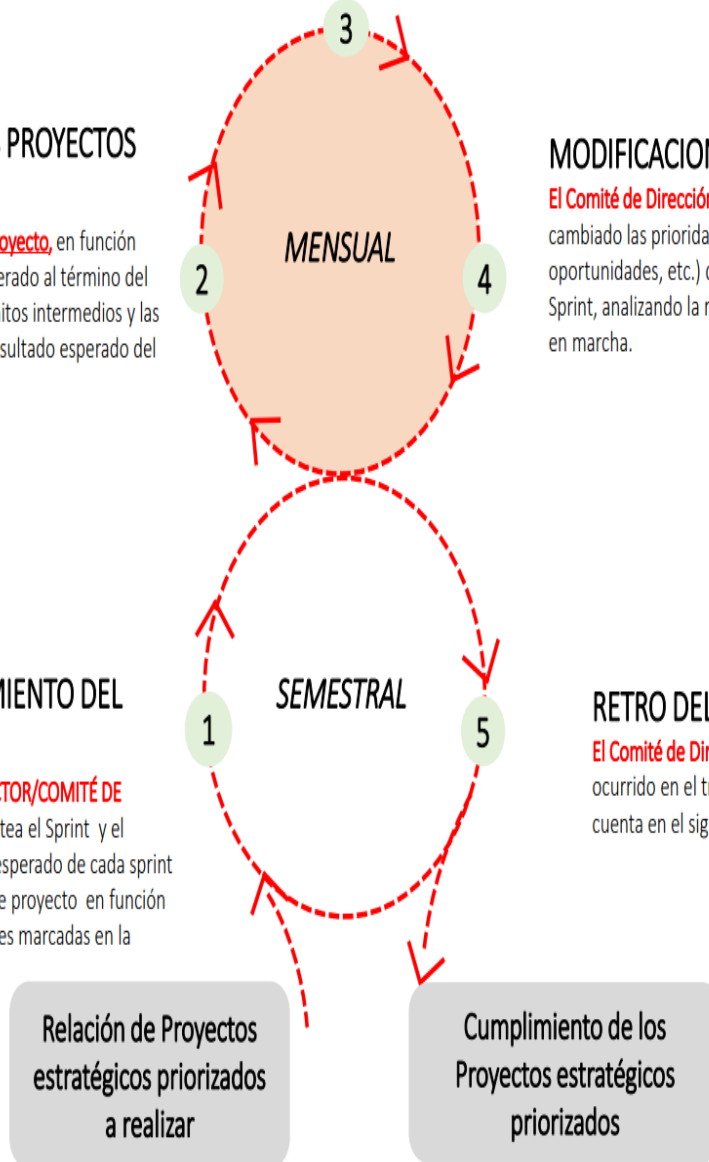 3
PROYECTOS
oyecto, en función
erado al término del
itos intermedios y las
sultado esperado del
2
MENSUAL
4
MODIFICACION
El Comité de Dirección
cambiado las priorida
oportunidades, etc.)
Sprint, analizando la
en marcha.
MIENTO DEL
CTOR/COMITÉ DE
tea el Sprint y el
esperado de cada sprint
e proyecto en función
es marcadas en la
1
SEMESTRAL
5
RETRO DEL
El Comité de Dir
ocurrido en el tr
cuenta en el sig
Relación de Proyectos
estratégicos priorizados
a realizar
Cumplimiento de los
Proyectos estratégicos
priorizados